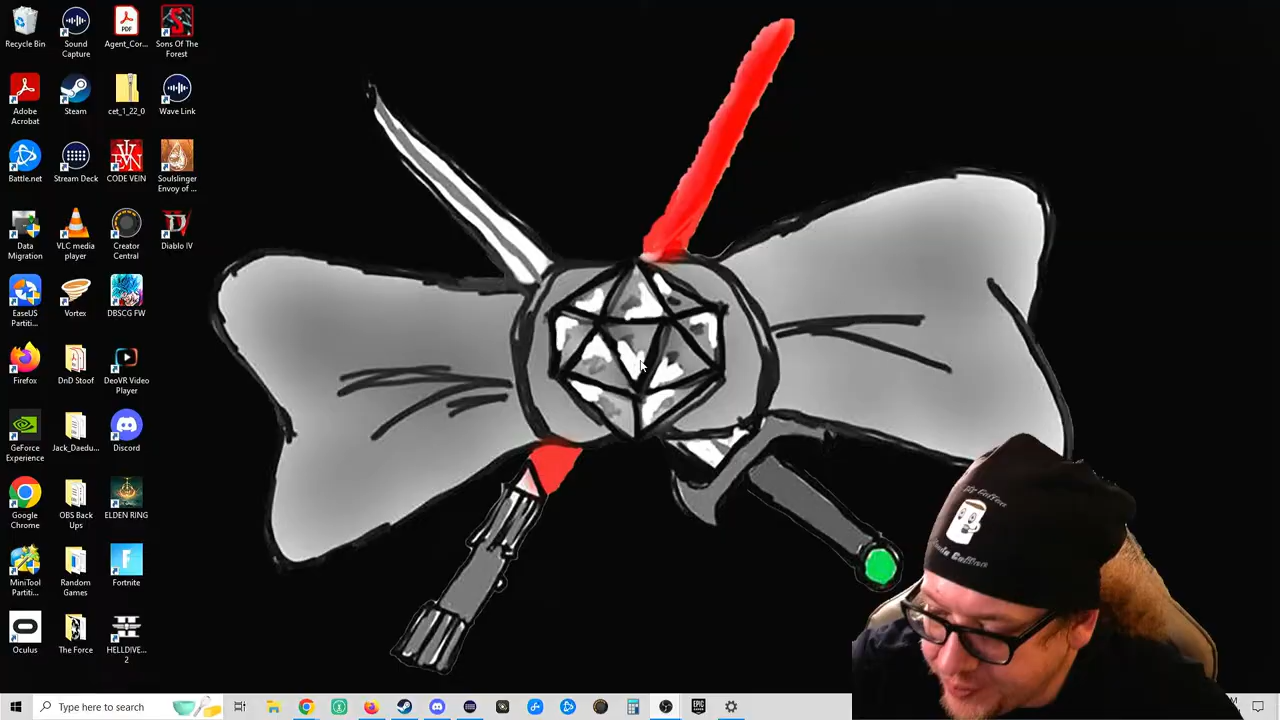 Recycle Bin
Sound
Capture
Agent_Cor...
Sons Of The
Forest
Adobe
Acrobat
Steam
cet_1_22_0
Wave Link
Battle.net
Stream Deck
CODE VEIN
Soulslinger
Envoy of ...
Data
Migration
VLC media
player
Creator
Central
Diablo IV
EaseUS
Partiti...
Vortex
DBSCG FW
Firefox
DnD Stoof
DeoVR Video
Player
GeForce
Experience
Jack_Daedu...
Discord
Google
Chrome
OBS Back
Ups
ELDEN RING
MiniTool
Partiti...
Random
Games
Fortnite
Oculus
The Force
HELLDIVE...
2
Type here to search
EPIC